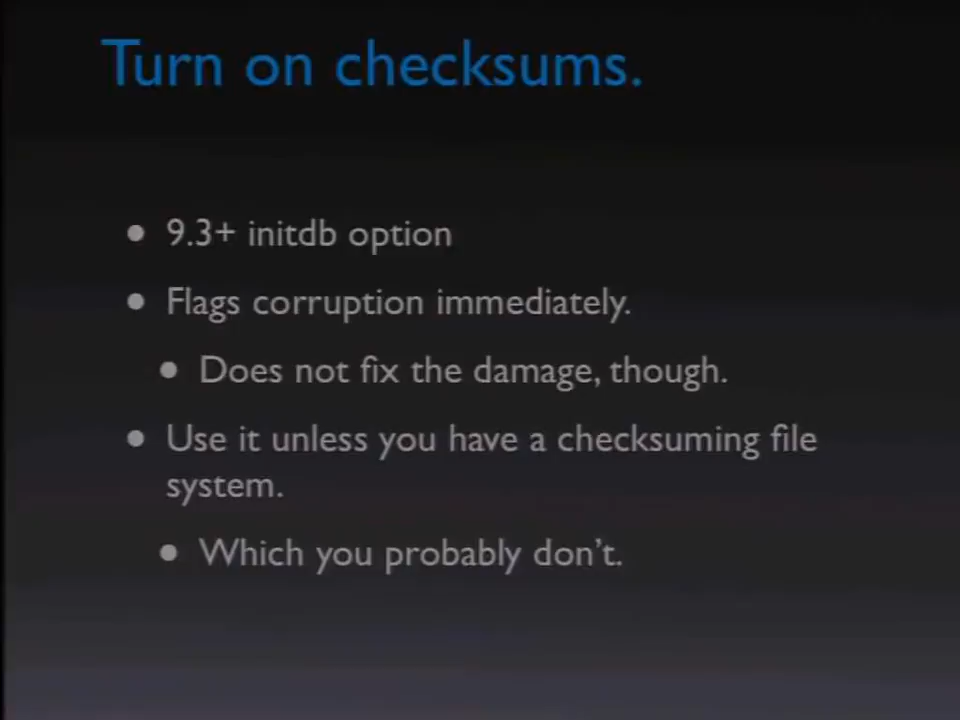 Turn on checksums.
• 9.3+ initdb option
• Flags corruption immediately.
• Does not fix the damage, though.
• Use it unless you have a checksuming file
system.
• Which you probably don't.